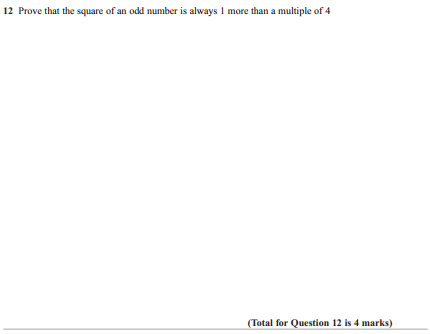 12 Prove that the square of an odd number is always 1 more than a multiple of 4
(Total for Question 12 is 4 marks)